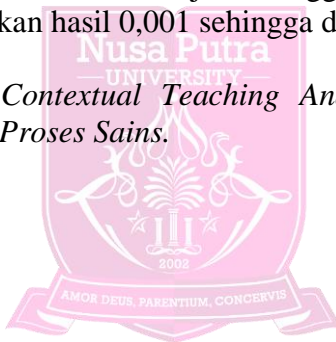 kan hasil 0,001 sehingga d
Nusa Putra
UNIVERSITY
Contextual Teaching An
Proses Sains.
2002
AMOR DEUS, PARENTIUM, CONCERVIS